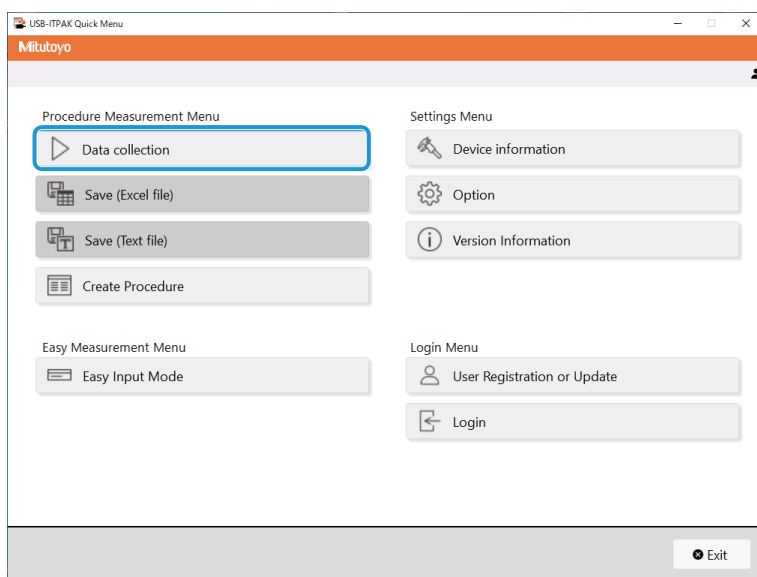 USB-ITPAK Quick Menu
Mitutoyo
Procedure Measurement Menu
Data collection
Save (Excel file)
Save (Text file)
Create Procedure
Easy Measurement Menu
Easy Input Mode
Settings Menu
Device information
Option
Version Information
Login Menu
User Registration or Update
Login
Exit